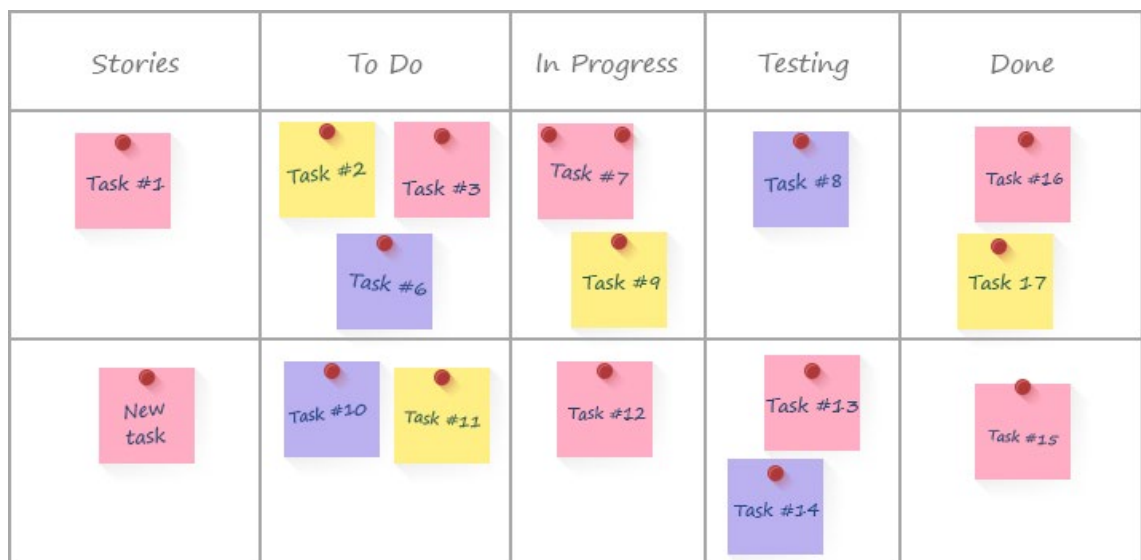 Stories
To Do
In Progress
Testing
Done
Task #1
Task #2
Task #3
Task #6
Task #7
Task #9
Task #8
Task #16
Task 17
New
task
Task #10
Task #11
Task #12
Task #13
Task #14
Task #15